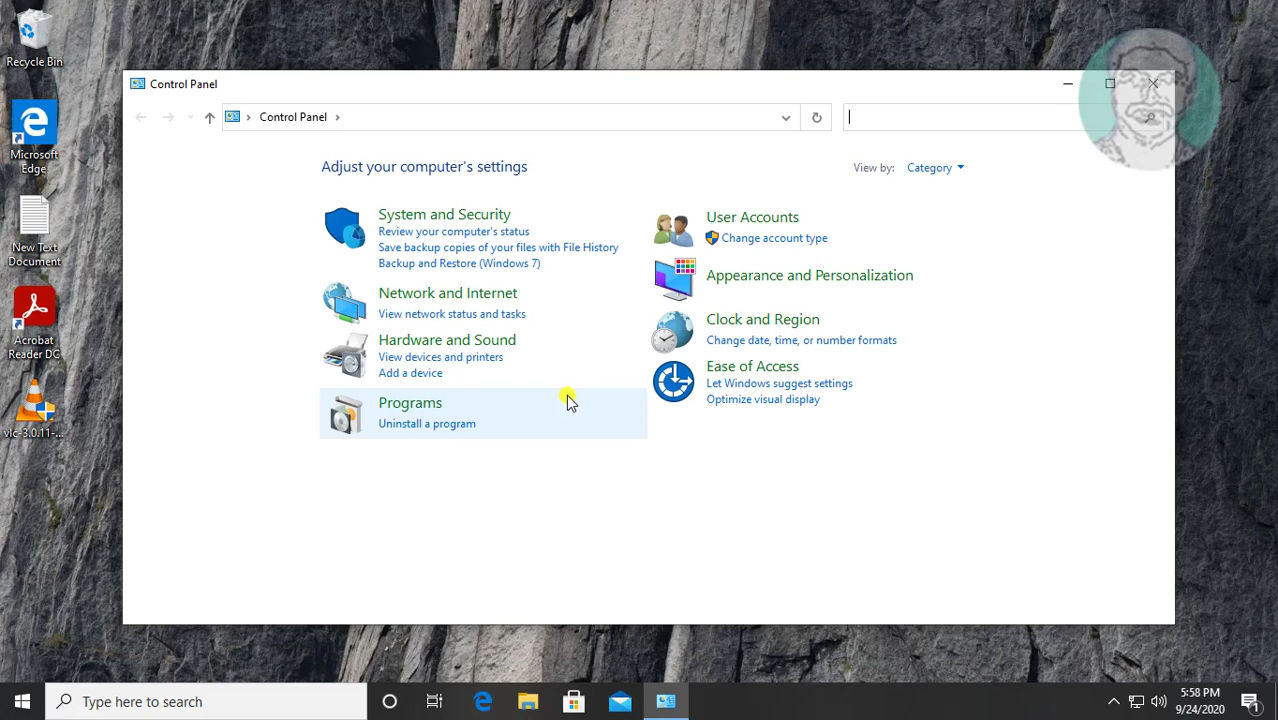 Recycle Bin
Microsoft
Edge
New Text
Document
Acrobat
Reader DC
vlc-3.0.11-...
Control Panel
Control Panel
Adjust your computer's settings
View by: Category
System and Security
Review your computer's status
Save backup copies of your files with File History
Backup and Restore (Windows 7)
Network and Internet
View network status and tasks
Hardware and Sound
View devices and printers
Add a device
Programs
Uninstall a program
User Accounts
Change account type
Appearance and Personalization
Clock and Region
Change date, time, or number formats
Ease of Access
Let Windows suggest settings
Optimize visual display
Type here to search
5:58 PM
9/24/2020
1